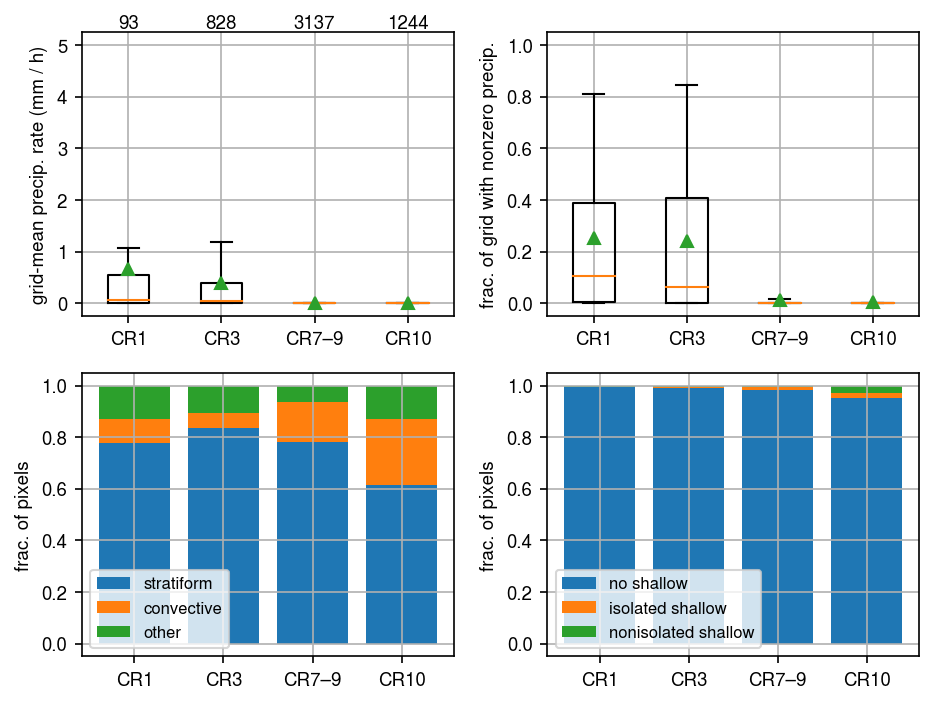 93 828 3137 1244
grid-mean precip. rate (mm / h)
5
4
3
2
1
0
CR1 CR3 CR7–9 CR10
frac. of grid with nonzero precip.
1.0
0.8
0.6
0.4
0.2
0.0
CR1 CR3 CR7–9 CR10
frac. of pixels
1.0
0.8
0.6
0.4
0.2
0.0
stratiform
convective
other
CR1 CR3 CR7–9 CR10
frac. of pixels
1.0
0.8
0.6
0.4
0.2
0.0
no shallow
isolated shallow
nonisolated shallow
CR1 CR3 CR7–9 CR10